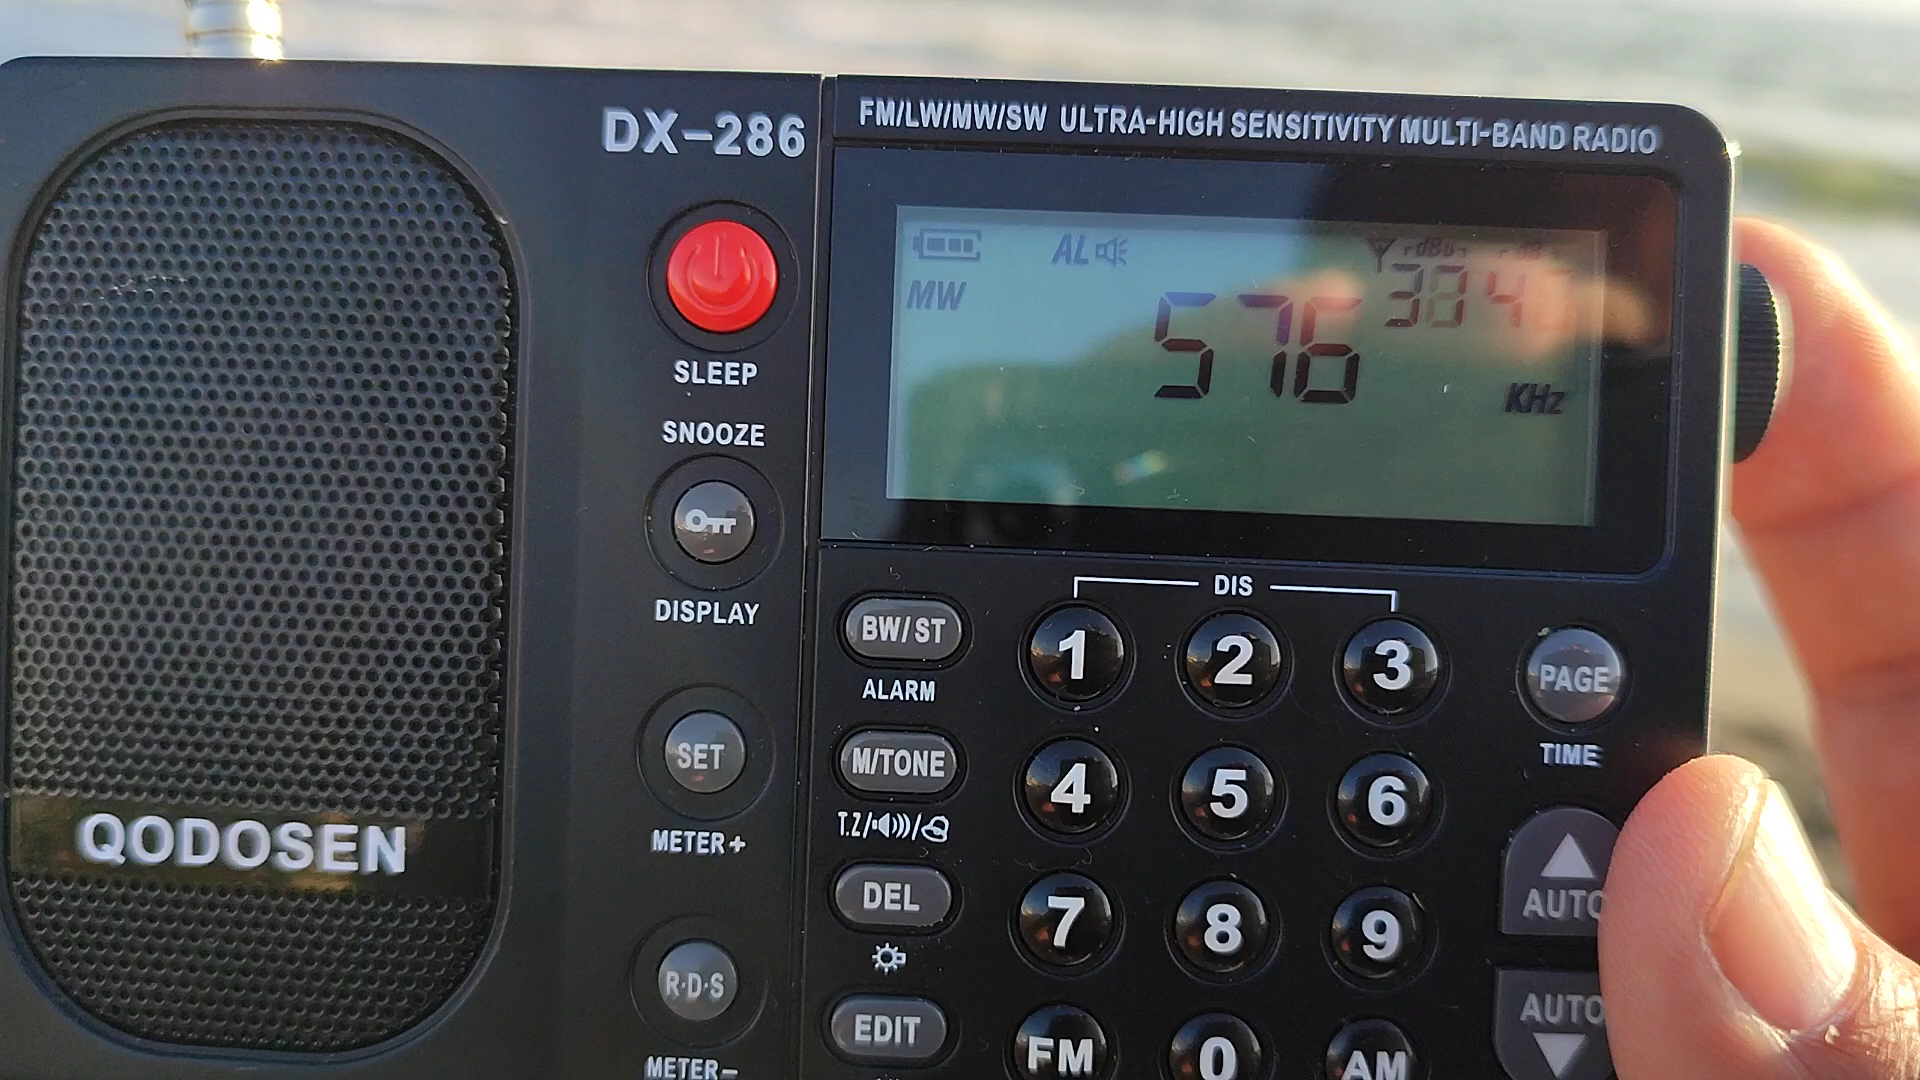 DX-286
FM/LW/MW/SW ULTRA-HIGH SENSITIVITY MULTI-BAND RADIO
AL
dBu
MW
576
KHz
SLEEP
SNOOZE
DISPLAY
SET
METER+
R·D·S
METER-
QODOSEN
DIS
BW/ST
1
2
3
PAGE
ALARM
TIME
M/TONE
4
5
6
T.Z/
DEL
7
8
9
AUTO
EDIT
FM
0
AM
AUTO